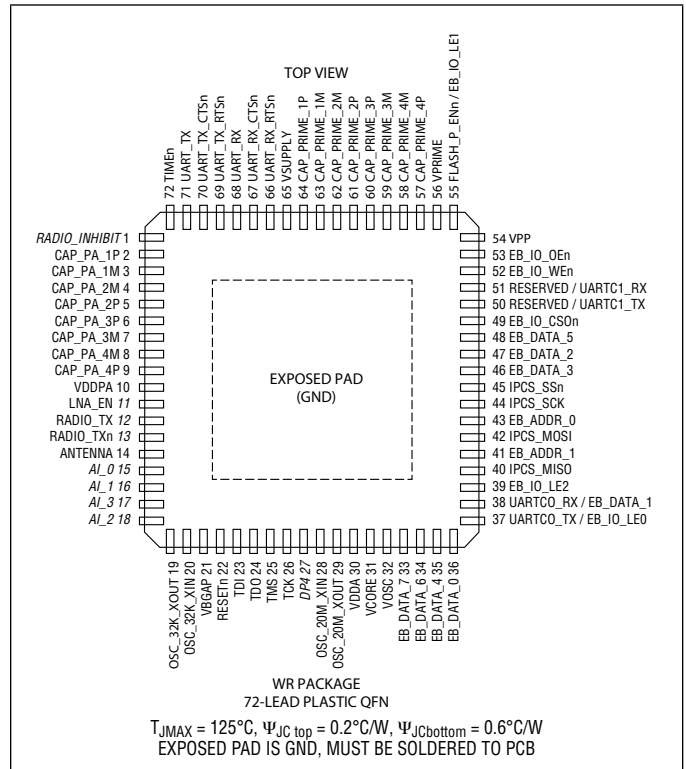 TOP VIEW
72 TIMEn
71 UART_TX
70 UART_TX_CTSn
69 UART_TX_RTSn
68 UART_RX
67 UART_RX_CTSn
66 UART_RX_RTSn
65 VSUPPLY
64 CAP_PRIME_1P
63 CAP_PRIME_1M
62 CAP_PRIME_2M
61 CAP_PRIME_2P
60 CAP_PRIME_3P
59 CAP_PRIME_3M
58 CAP_PRIME_4M
57 CAP_PRIME_4P
56 VPRIME
55 FLASH_P_ENn / EB_IO_LE1
RADIO_INHIBIT 1
CAP_PA_1P 2
CAP_PA_1M 3
CAP_PA_2M 4
CAP_PA_2P 5
CAP_PA_3P 6
CAP_PA_3M 7
CAP_PA_4M 8
CAP_PA_4P 9
VDDPA 10
LNA_EN 11
RADIO_TX 12
RADIO_TXn 13
ANTENNA 14
AI_0 15
AI_1 16
AI_3 17
AI_2 18
EXPOSED PAD
(GND)
54 VPP
53 EB_IO_OEn
52 EB_IO_WEn
51 RESERVED / UARTC1_RX
50 RESERVED / UARTC1_TX
49 EB_IO_CSOn
48 EB_DATA_5
47 EB_DATA_2
46 EB_DATA_3
45 IPCS_SSn
44 IPCS_SCK
43 EB_ADDR_0
42 IPCS_MOSI
41 EB_ADDR_1
40 IPCS_MISO
39 EB_IO_LE2
38 UARTCO_RX / EB_DATA_1
37 UARTCO_TX / EB_IO_LE0
OSC_32K_XOUT 19
OSC_32K_XIN 20
VBGAP 21
RESETn 22
TDI 23
TDO 24
TMS 25
TCK 26
DP4 27
OSC_20M_XIN 28
OSC_20M_XOUT 29
VDDA 30
VCORE 31
VOSC 32
EB_DATA_7 33
EB_DATA_6 34
EB_DATA_4 35
EB_DATA_0 36
WR PACKAGE
72-LEAD PLASTIC QFN
TJMAX = 125°C, ΨJC top = 0.2°C/W, ΨJCbottom = 0.6°C/W
EXPOSED PAD IS GND, MUST BE SOLDERED TO PCB